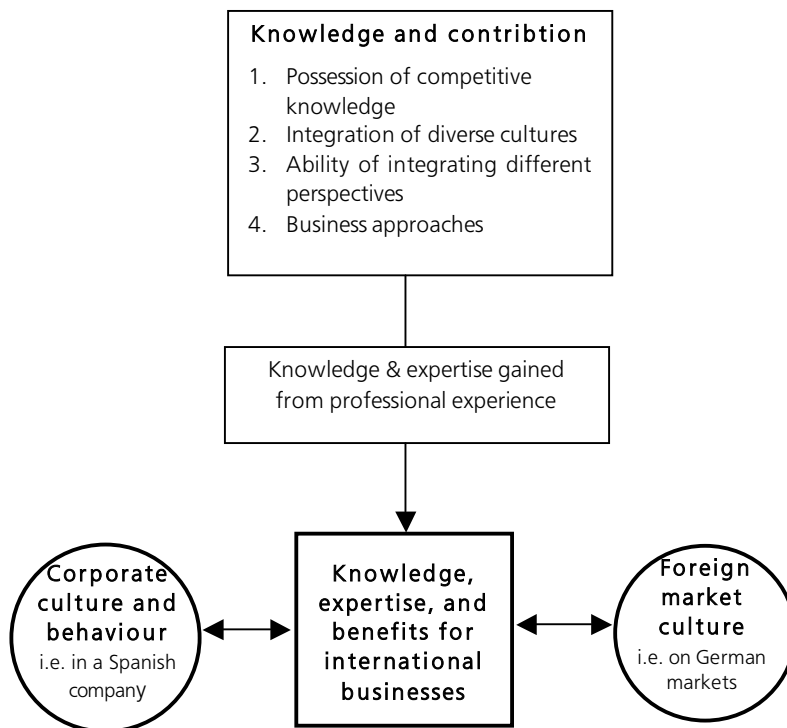 Knowledge and contribtion
1. Possession of competitive
knowledge
2. Integration of diverse cultures
3. Ability of integrating different
perspectives
4. Business approaches
Knowledge & expertise gained
from professional experience
Corporate
culture and
behaviour
i.e. in a Spanish
company
Knowledge,
expertise, and
benefits for
international
businesses
Foreign
market
culture
i.e. on German
markets